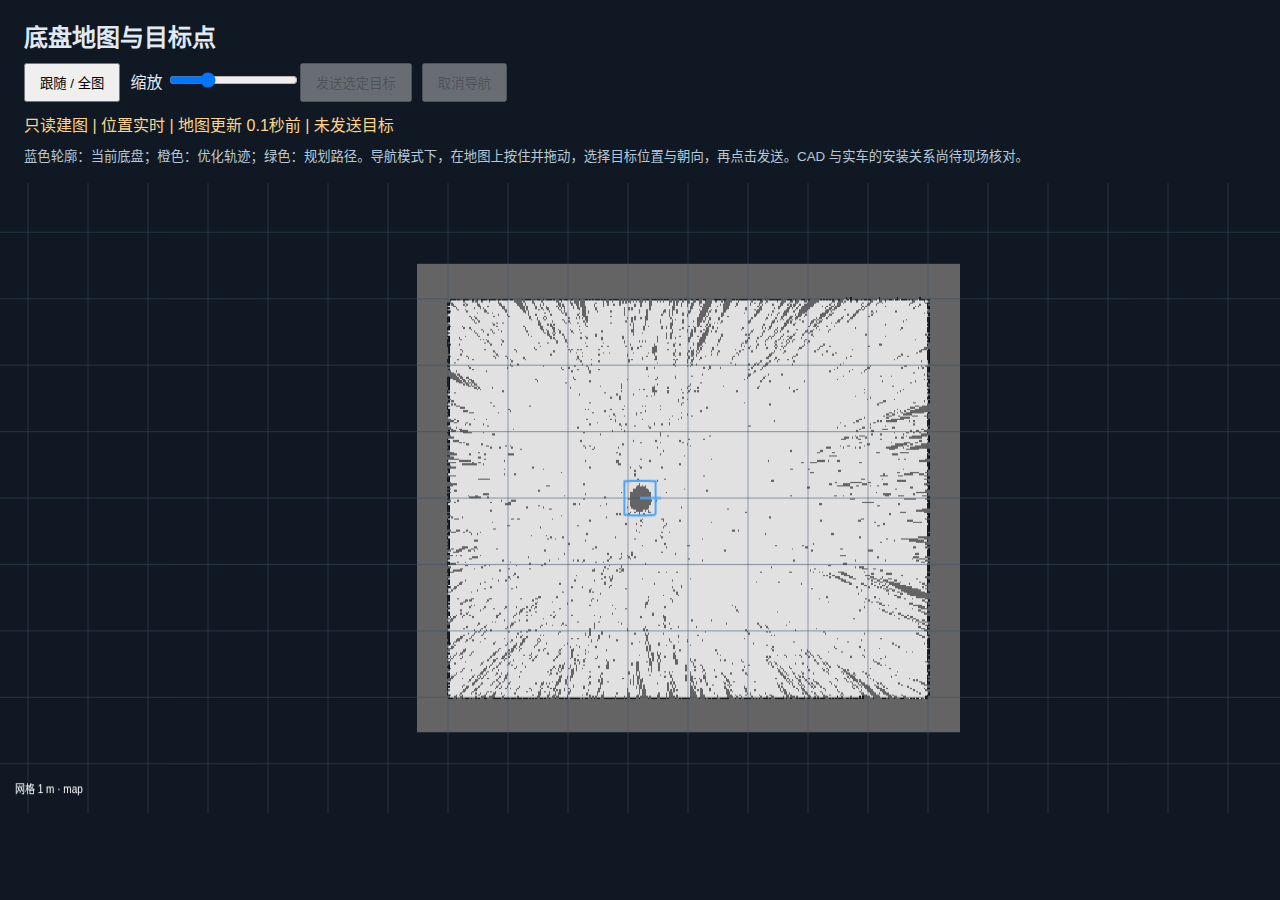 底盘地图与目标点
跟随 / 全图 缩放 发送选定目标 取消导航
只读建图 | 位置实时 | 地图更新 0.1秒前 | 未发送目标
蓝色轮廓：当前底盘；橙色：优化轨迹；绿色：规划路径。导航模式下，在地图上按住并拖动，选择目标位置与朝向，再点击发送。CAD 与实车的安装关系尚待现场核对。
网格 1 m · map